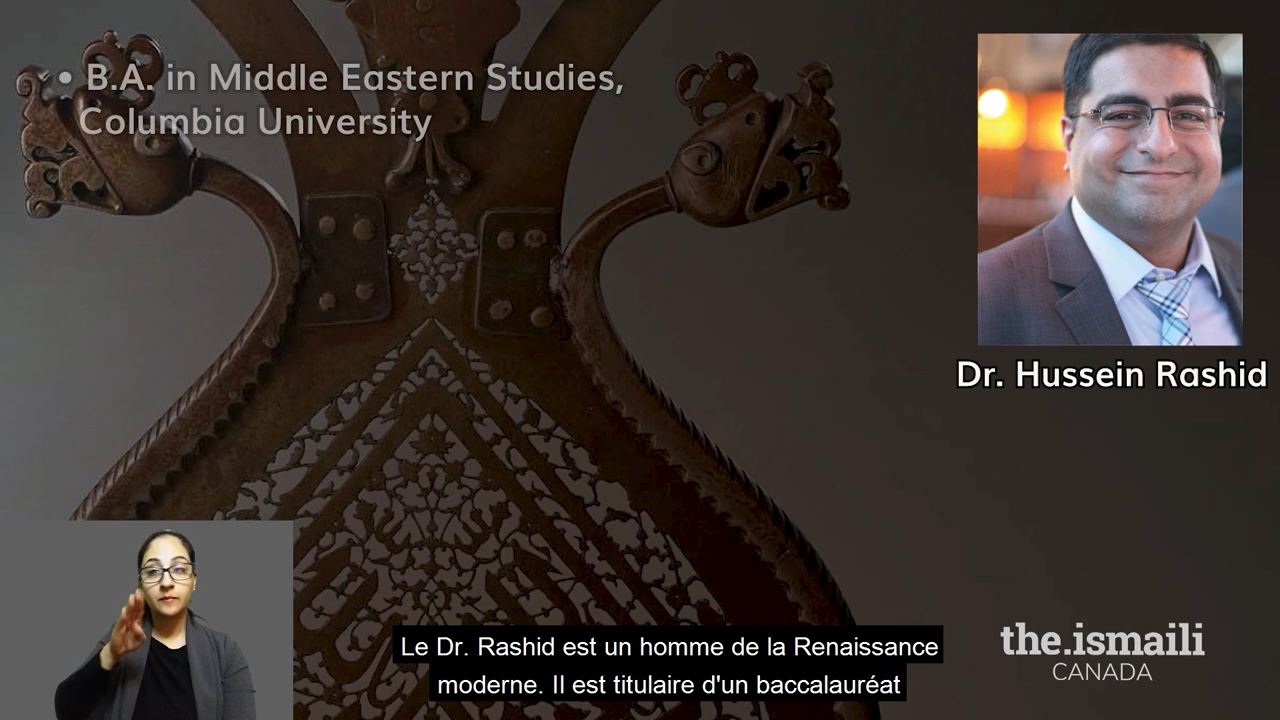 • B.A. in Middle Eastern Studies,
Columbia University
Dr. Hussein Rashid
the.ismaili
CANADA
Le Dr. Rashid est un homme de la Renaissance
moderne. Il est titulaire d'un baccalauréat